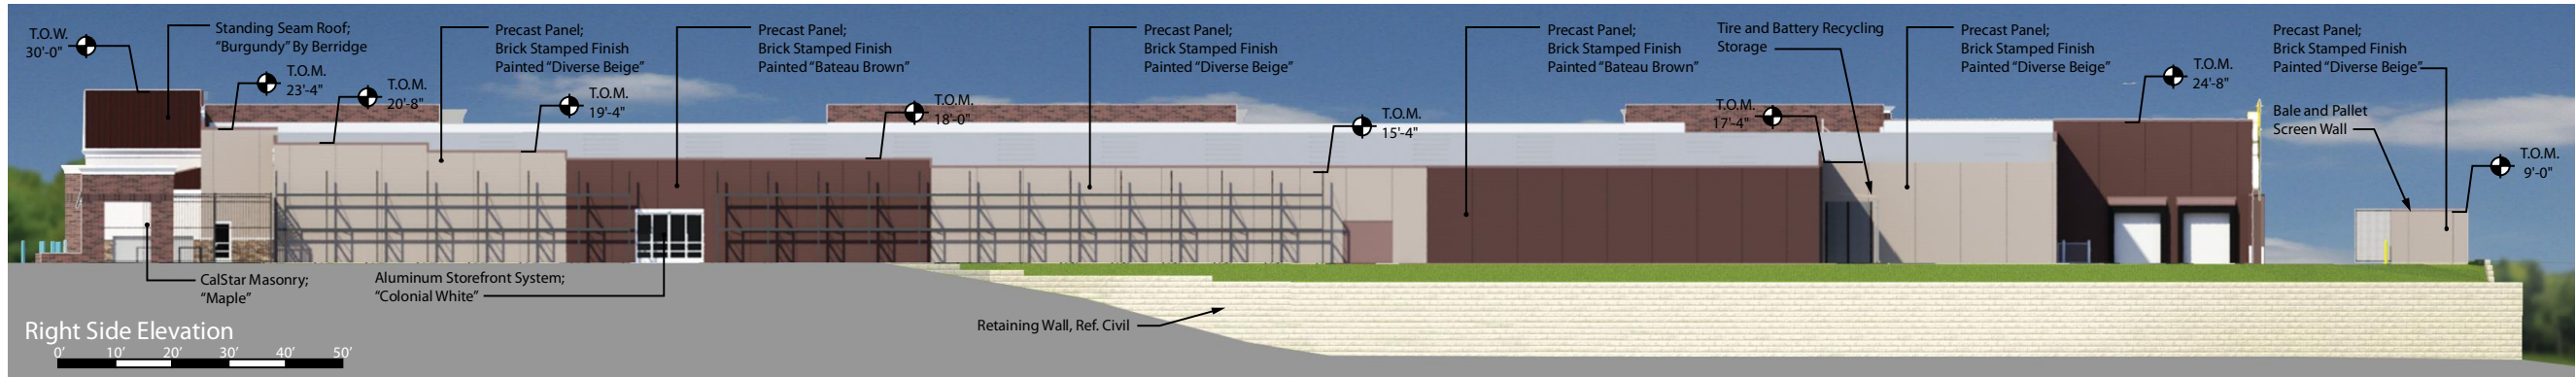 T.O.W.
30'-0"
Standing Seam Roof;
“Burgundy” By Berridge
T.O.M.
23'-4"
T.O.M.
20'-8"
Precast Panel;
Brick Stamped Finish
Painted “Diverse Beige”
T.O.M.
19'-4"
Precast Panel;
Brick Stamped Finish
Painted “Bateau Brown”
T.O.M.
18'-0"
Precast Panel;
Brick Stamped Finish
Painted “Diverse Beige”
T.O.M.
15'-4"
Precast Panel;
Brick Stamped Finish
Painted “Bateau Brown”
Tire and Battery Recycling
Storage
T.O.M.
17'-4"
Precast Panel;
Brick Stamped Finish
Painted “Diverse Beige”
T.O.M.
24'-8"
Precast Panel;
Brick Stamped Finish
Painted “Diverse Beige”
Bale and Pallet
Screen Wall
T.O.M.
9'-0"
CalStar Masonry;
“Maple”
Aluminum Storefront System;
“Colonial White”
Retaining Wall, Ref. Civil
Right Side Elevation
0’ 10’ 20’ 30’ 40’ 50’